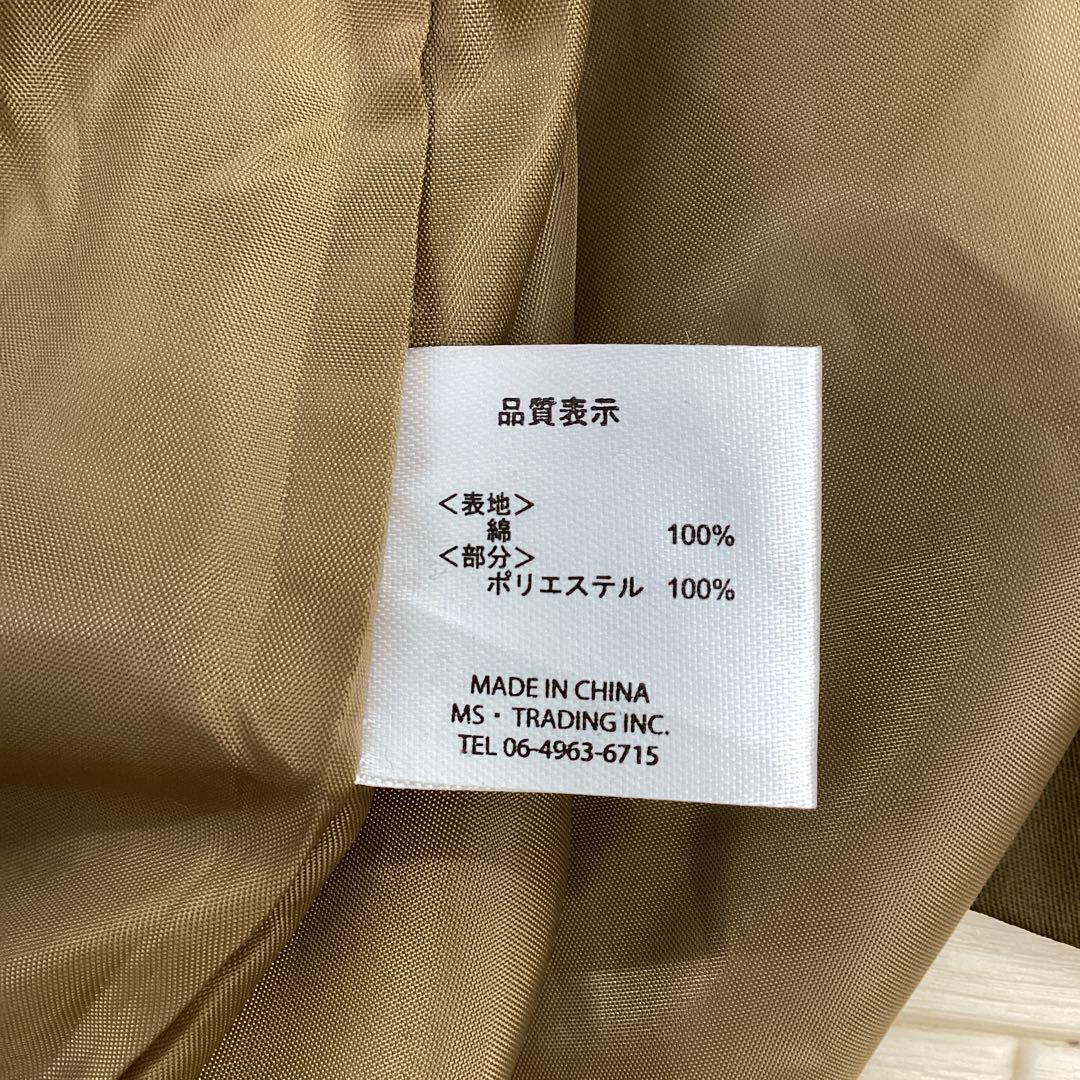 品質表示
＜表地＞
綿 100%
＜部分＞
ポリエステル 100%
MADE IN CHINA
MS・TRADING INC.
TEL 06-4963-6715